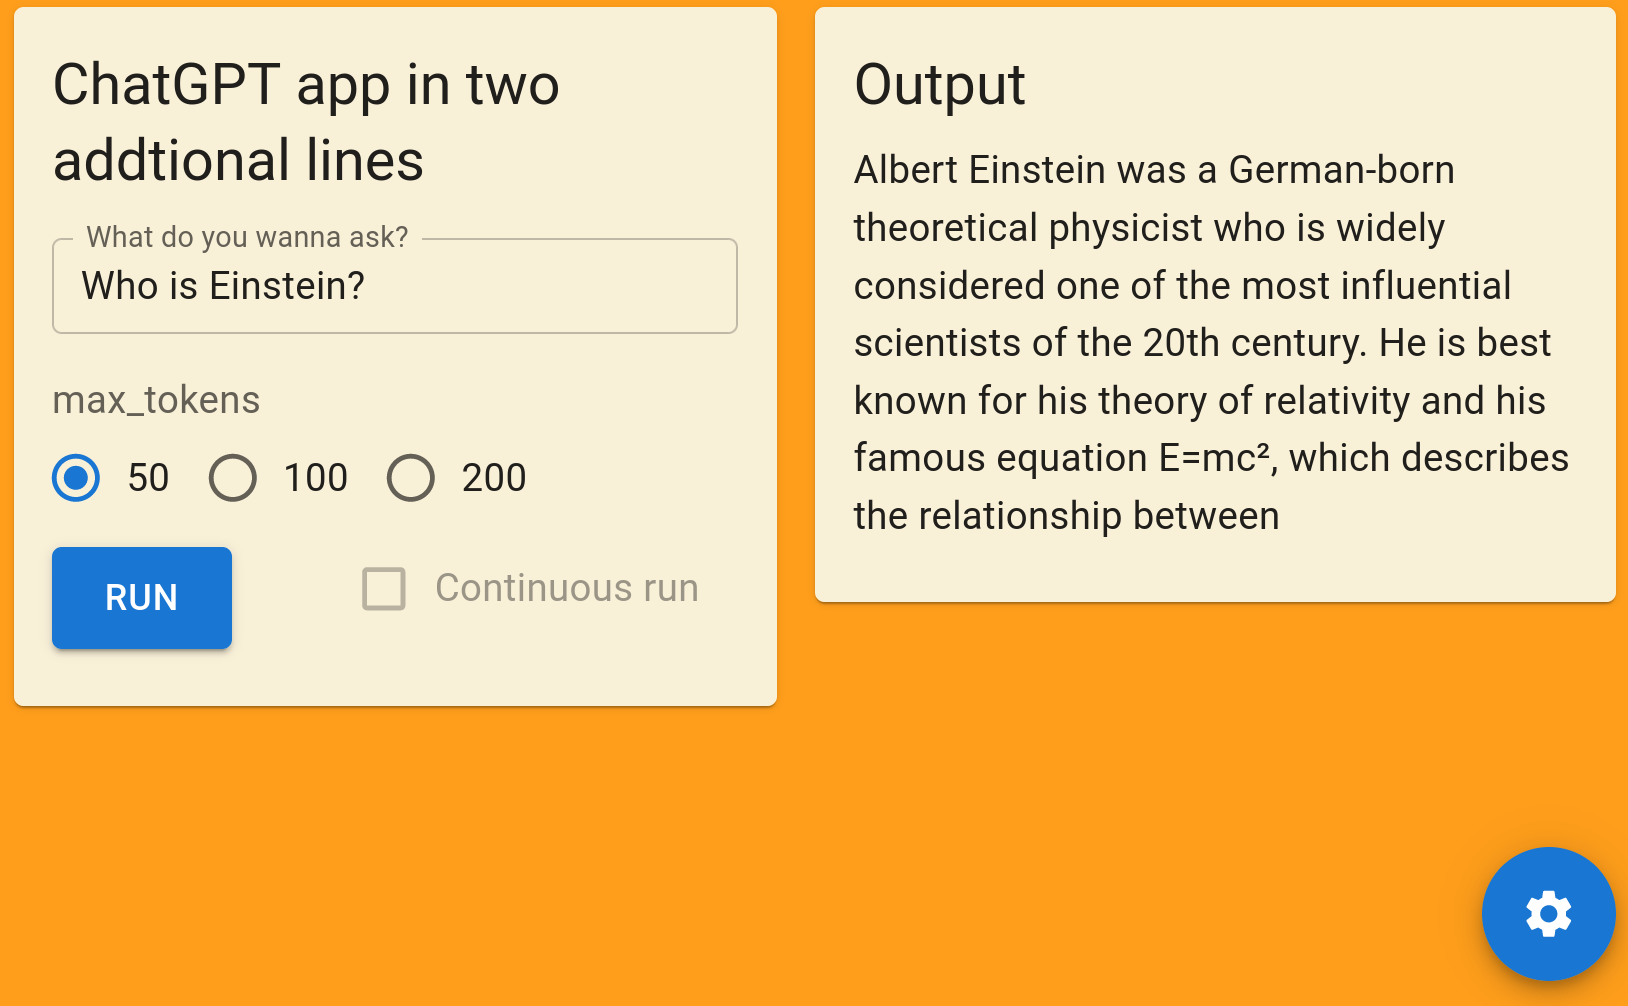 ChatGPT app in two
addtional lines
What do you wanna ask?
Who is Einstein?
max_tokens
50 100 200
RUN
Continuous run
Output
Albert Einstein was a German-born
theoretical physicist who is widely
considered one of the most influential
scientists of the 20th century. He is best
known for his theory of relativity and his
famous equation E=mc², which describes
the relationship between